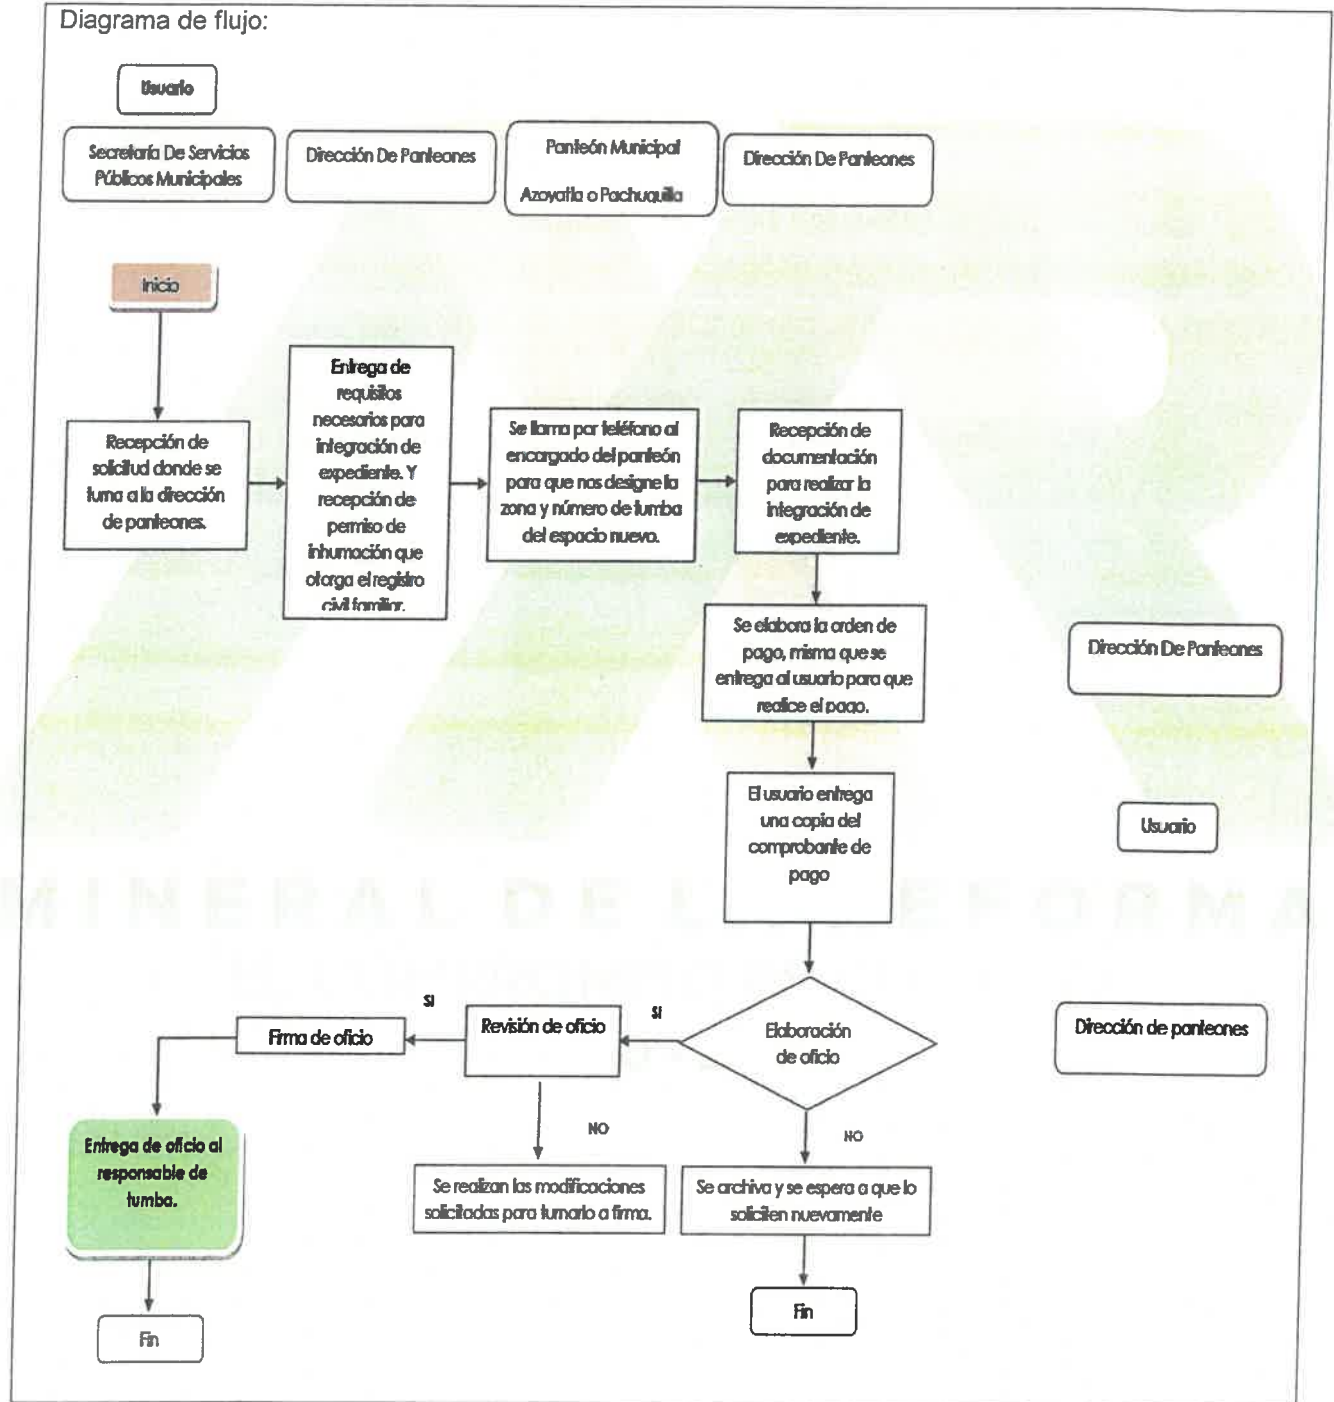 Diagrama de flujo:
Usuario
Secretaría De Servicios
Públicos Municipales
Dirección De Panteones
Panteón Municipal
Azoyatla o Pachuquilla
Dirección De Panteones
Inicio
Recepción de
solicitud donde se
turna a la dirección
de panteones.
Entrega de
requisitos
necesarios para
integración de
expediente. Y
recepción de
permiso de
inhumación que
otorga el registro
civil familiar.
Se llama por teléfono al
encargado del panteón
para que nos designe la
zona y número de tumba
del espacio nuevo.
Recepción de
documentación
para realizar la
integración de
expediente.
Se elabora la orden de
pago, misma que se
entrega al usuario para que
realice el pago.
Dirección De Panteones
El usuario entrega
una copia del
comprobante de
pago
Usuario
MINERAL DE LA REFORMA
Elaboración
de oficio
Dirección de panteones
SI
Revisión de oficio
SI
Firma de oficio
NO
NO
Entrega de oficio al
responsable de
tumba.
Se realizan las modificaciones
solicitadas para turnarlo a firma.
Se archiva y se espera a que lo
soliciten nuevamente
Fin
Fin